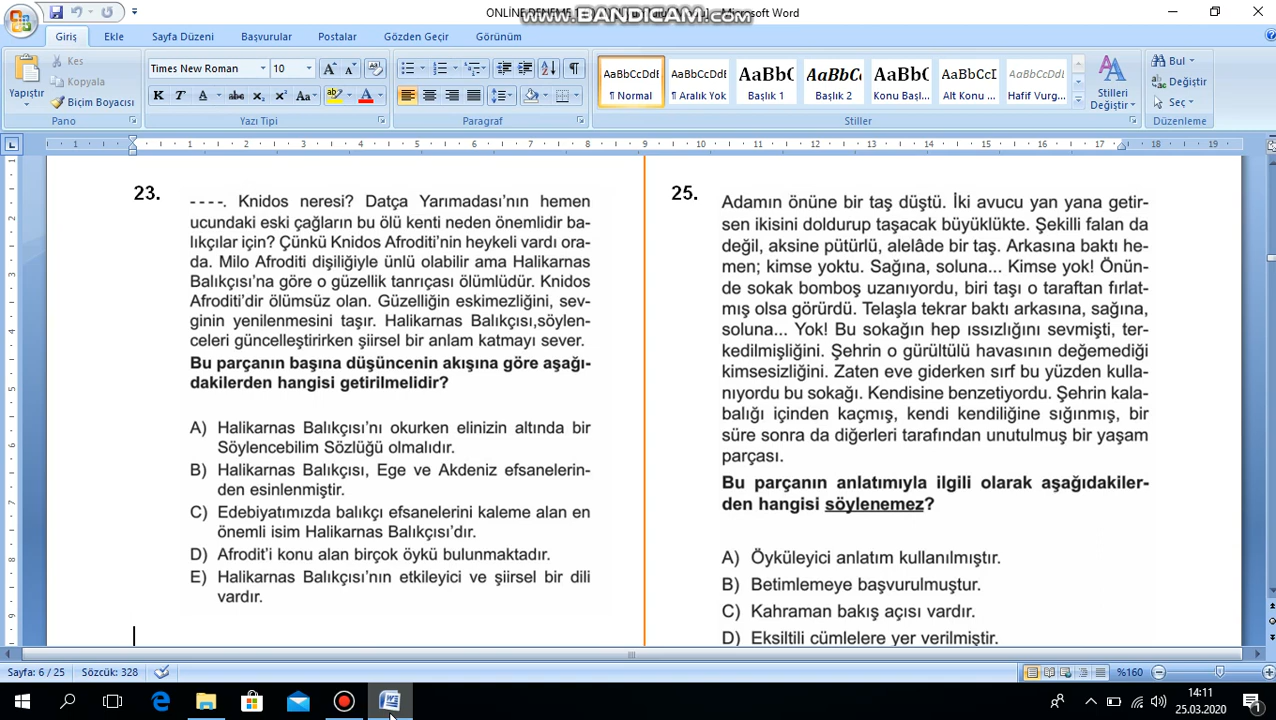 ONLİNE DENEME
www.BANDICAM.com
Microsoft Word
Giriş
Ekle
Sayfa Düzeni
Başvurular
Postalar
Gözden Geçir
Görünüm
Yapıştır
Kes
Kopyala
Biçim Boyacısı
Pano
Times New Roman
10
Yazı Tipi
Paragraf
AaBbCcDdE
¶ Normal
AaBbCcDdE
¶ Aralık Yok
AaBbC
Başlık 1
AaBbCc
Başlık 2
AaBbC
Konu Başl...
AaBbCcI
Alt Konu ...
AaBbCcDdE
Hafif Vurg...
Stilleri
Değiştir
Stiller
Bul
Değiştir
Seç
Düzenleme
23.
- - - -. Knidos neresi? Datça Yarımadası’nın hemen
ucundaki eski çağların bu ölü kenti neden önemlidir ba-
lıkçılar için? Çünkü Knidos Afroditi’nin heykeli vardı ora-
da. Milo Afroditi dişiliğiyle ünlü olabilir ama Halikarnas
Balıkçısı’na göre o güzellik tanrıçası ölümlüdür. Knidos
Afroditi’dir ölümsüz olan. Güzelliğin eskimezliğini, sev-
ginin yenilenmesini taşır. Halikarnas Balıkçısı,söylen-
celeri güncelleştirirken şiirsel bir anlam katmayı sever.
Bu parçanın başına düşüncenin akışına göre aşağı-
dakilerden hangisi getirilmelidir?
A) Halikarnas Balıkçısı’nı okurken elinizin altında bir
Söylencebilim Sözlüğü olmalıdır.
B) Halikarnas Balıkçısı, Ege ve Akdeniz efsanelerin-
den esinlenmiştir.
C) Edebiyatımızda balıkçı efsanelerini kaleme alan en
önemli isim Halikarnas Balıkçısı’dır.
D) Afrodit’i konu alan birçok öykü bulunmaktadır.
E) Halikarnas Balıkçısı’nın etkileyici ve şiirsel bir dili
vardır.
25.
Adamın önüne bir taş düştü. İki avucu yan yana getir-
sen ikisini doldurup taşacak büyüklükte. Şekilli falan da
değil, aksine pütürlü, alelâde bir taş. Arkasına baktı he-
men; kimse yoktu. Sağına, soluna... Kimse yok! Önün-
de sokak bomboş uzanıyordu, biri taşı o taraftan fırlat-
mış olsa görürdü. Telaşla tekrar baktı arkasına, sağına,
soluna... Yok! Bu sokağın hep ıssızlığını sevmişti, ter-
kedilmişliğini. Şehrin o gürültülü havasının değemediği
kimsesizliğini. Zaten eve giderken sırf bu yüzden kulla-
nıyordu bu sokağı. Kendisine benzetiyordu. Şehrin kala-
balığı içinden kaçmış, kendi kendiliğine sığınmış, bir
süre sonra da diğerleri tarafından unutulmuş bir yaşam
parçası.
Bu parçanın anlatımıyla ilgili olarak aşağıdakiler-
den hangisi söylenemez?
A) Öyküleyici anlatım kullanılmıştır.
B) Betimlemeye başvurulmuştur.
C) Kahraman bakış açısı vardır.
D) Eksiltili cümlelere yer verilmiştir.
Sayfa: 6 / 25
Sözcük: 328
%160
14:11
25.03.2020